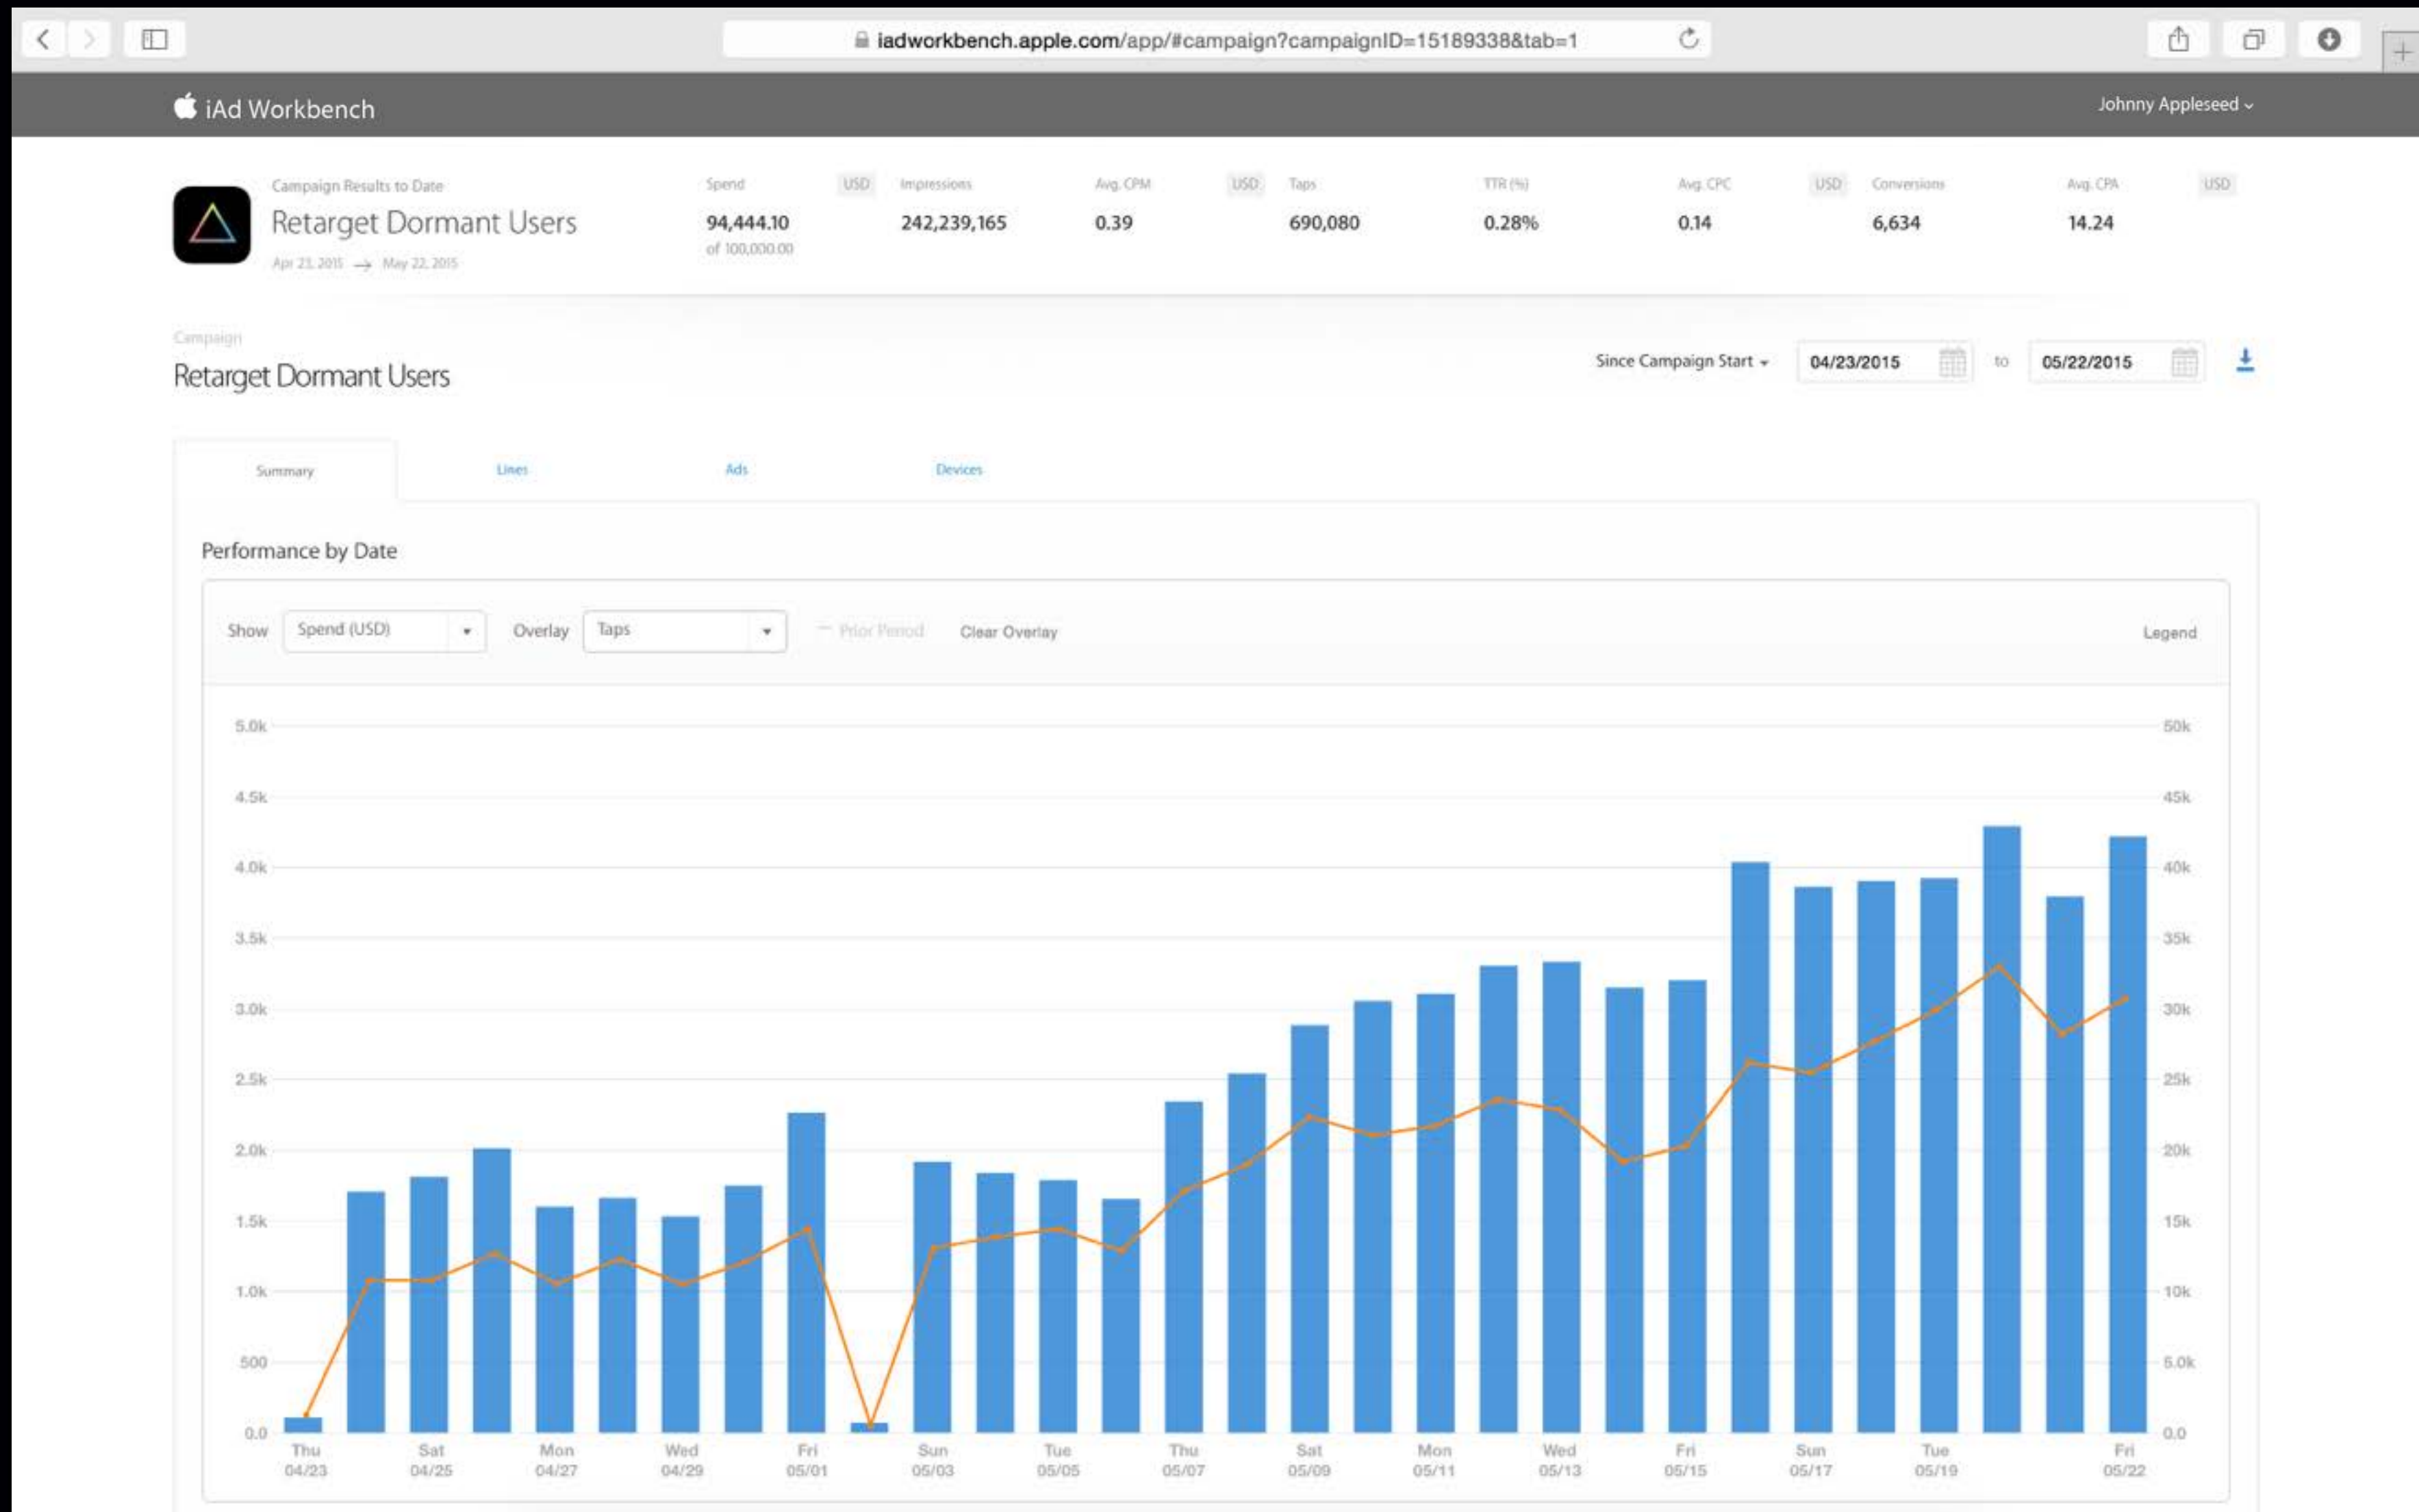 iadworkbench.apple.com/app/#campaign?campaignID=15189338&tab=1
iAd Workbench
Johnny Appleseed
Campaign Results to Date
Retarget Dormant Users
Apr 23, 2015 → May 22, 2015
Spend USD
94,444.10
of 100,000.00
Impressions
242,239,165
Avg. CPM USD
0.39
Taps
690,080
TTR (%)
0.28%
Avg. CPC USD
0.14
Conversions
6,634
Avg. CPA USD
14.24
Campaign
Retarget Dormant Users
Since Campaign Start 04/23/2015 to 05/22/2015
Summary Lines Ads Devices
Performance by Date
Show Spend (USD) Overlay Taps Prior Period Clear Overlay Legend
5.0k 50k
4.5k 45k
4.0k 40k
3.5k 35k
3.0k 30k
2.5k 25k
2.0k 20k
1.5k 15k
1.0k 10k
500 5.0k
0.0 0.0
Thu Sat Mon Wed Fri Sun Tue Thu Sat Mon Wed Fri Sun Tue Fri
04/23 04/25 04/27 04/29 05/01 05/03 05/05 05/07 05/09 05/11 05/13 05/15 05/17 05/19 05/22